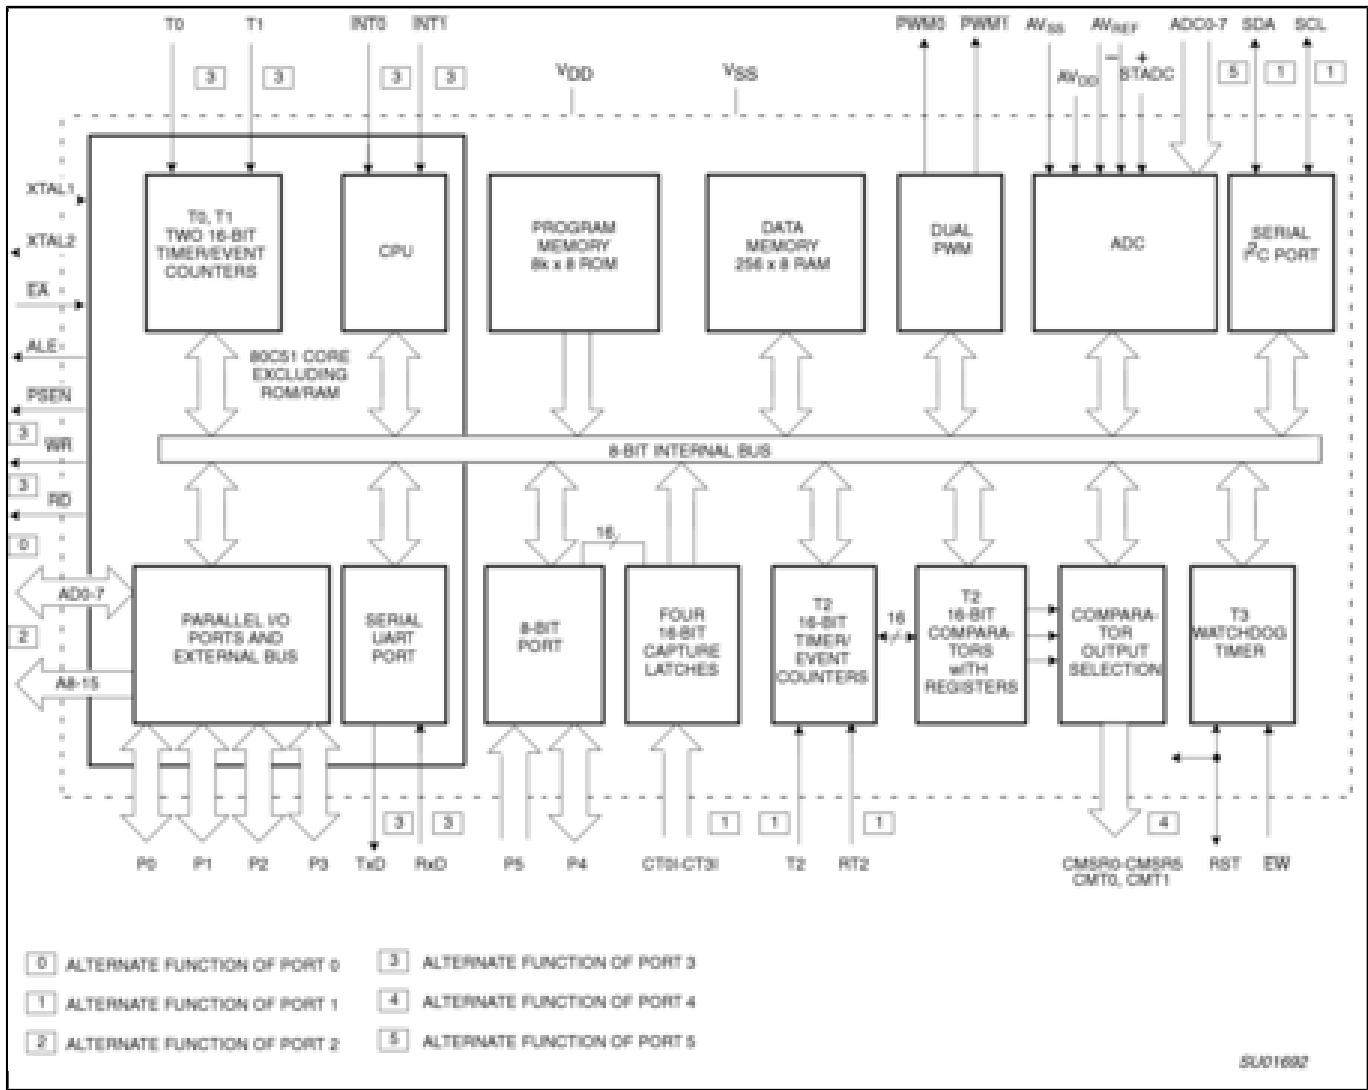 T0 T1 INT0 INT1 PWM0 PWM1 AVSS AVREF ADC0-7 SDA SCL
3 3 3 3 VDD VSS AVDD − + STADC 5 1 1
XTAL1
XTAL2
EA
ALE
PSEN
3 WR
3 RD
0
AD0-7
2
A8-15
T0, T1
TWO 16-BIT
TIMER/EVENT
COUNTERS
CPU
PROGRAM
MEMORY
8k x 8 ROM
DATA
MEMORY
256 x 8 RAM
DUAL
PWM
ADC
SERIAL
I2C PORT
80C51 CORE
EXCLUDING
ROM/RAM
8-BIT INTERNAL BUS
PARALLEL I/O
PORTS AND
EXTERNAL BUS
SERIAL
UART
PORT
8-BIT
PORT
16
FOUR
16-BIT
CAPTURE
LATCHES
T2
16-BIT
TIMER/
EVENT
COUNTERS
16
T2
16-BIT
COMPARA-
TORS
wITH
REGISTERS
COMPARA-
TOR
OUTPUT
SELECTION
T3
WATCHDOG
TIMER
3 3 1 1 1 4
P0 P1 P2 P3 TxD RxD P5 P4 CT0I-CT3I T2 RT2 CMSR0-CMSR5 RST EW
CMT0, CMT1
0 ALTERNATE FUNCTION OF PORT 0
1 ALTERNATE FUNCTION OF PORT 1
2 ALTERNATE FUNCTION OF PORT 2
3 ALTERNATE FUNCTION OF PORT 3
4 ALTERNATE FUNCTION OF PORT 4
5 ALTERNATE FUNCTION OF PORT 5
SU01692